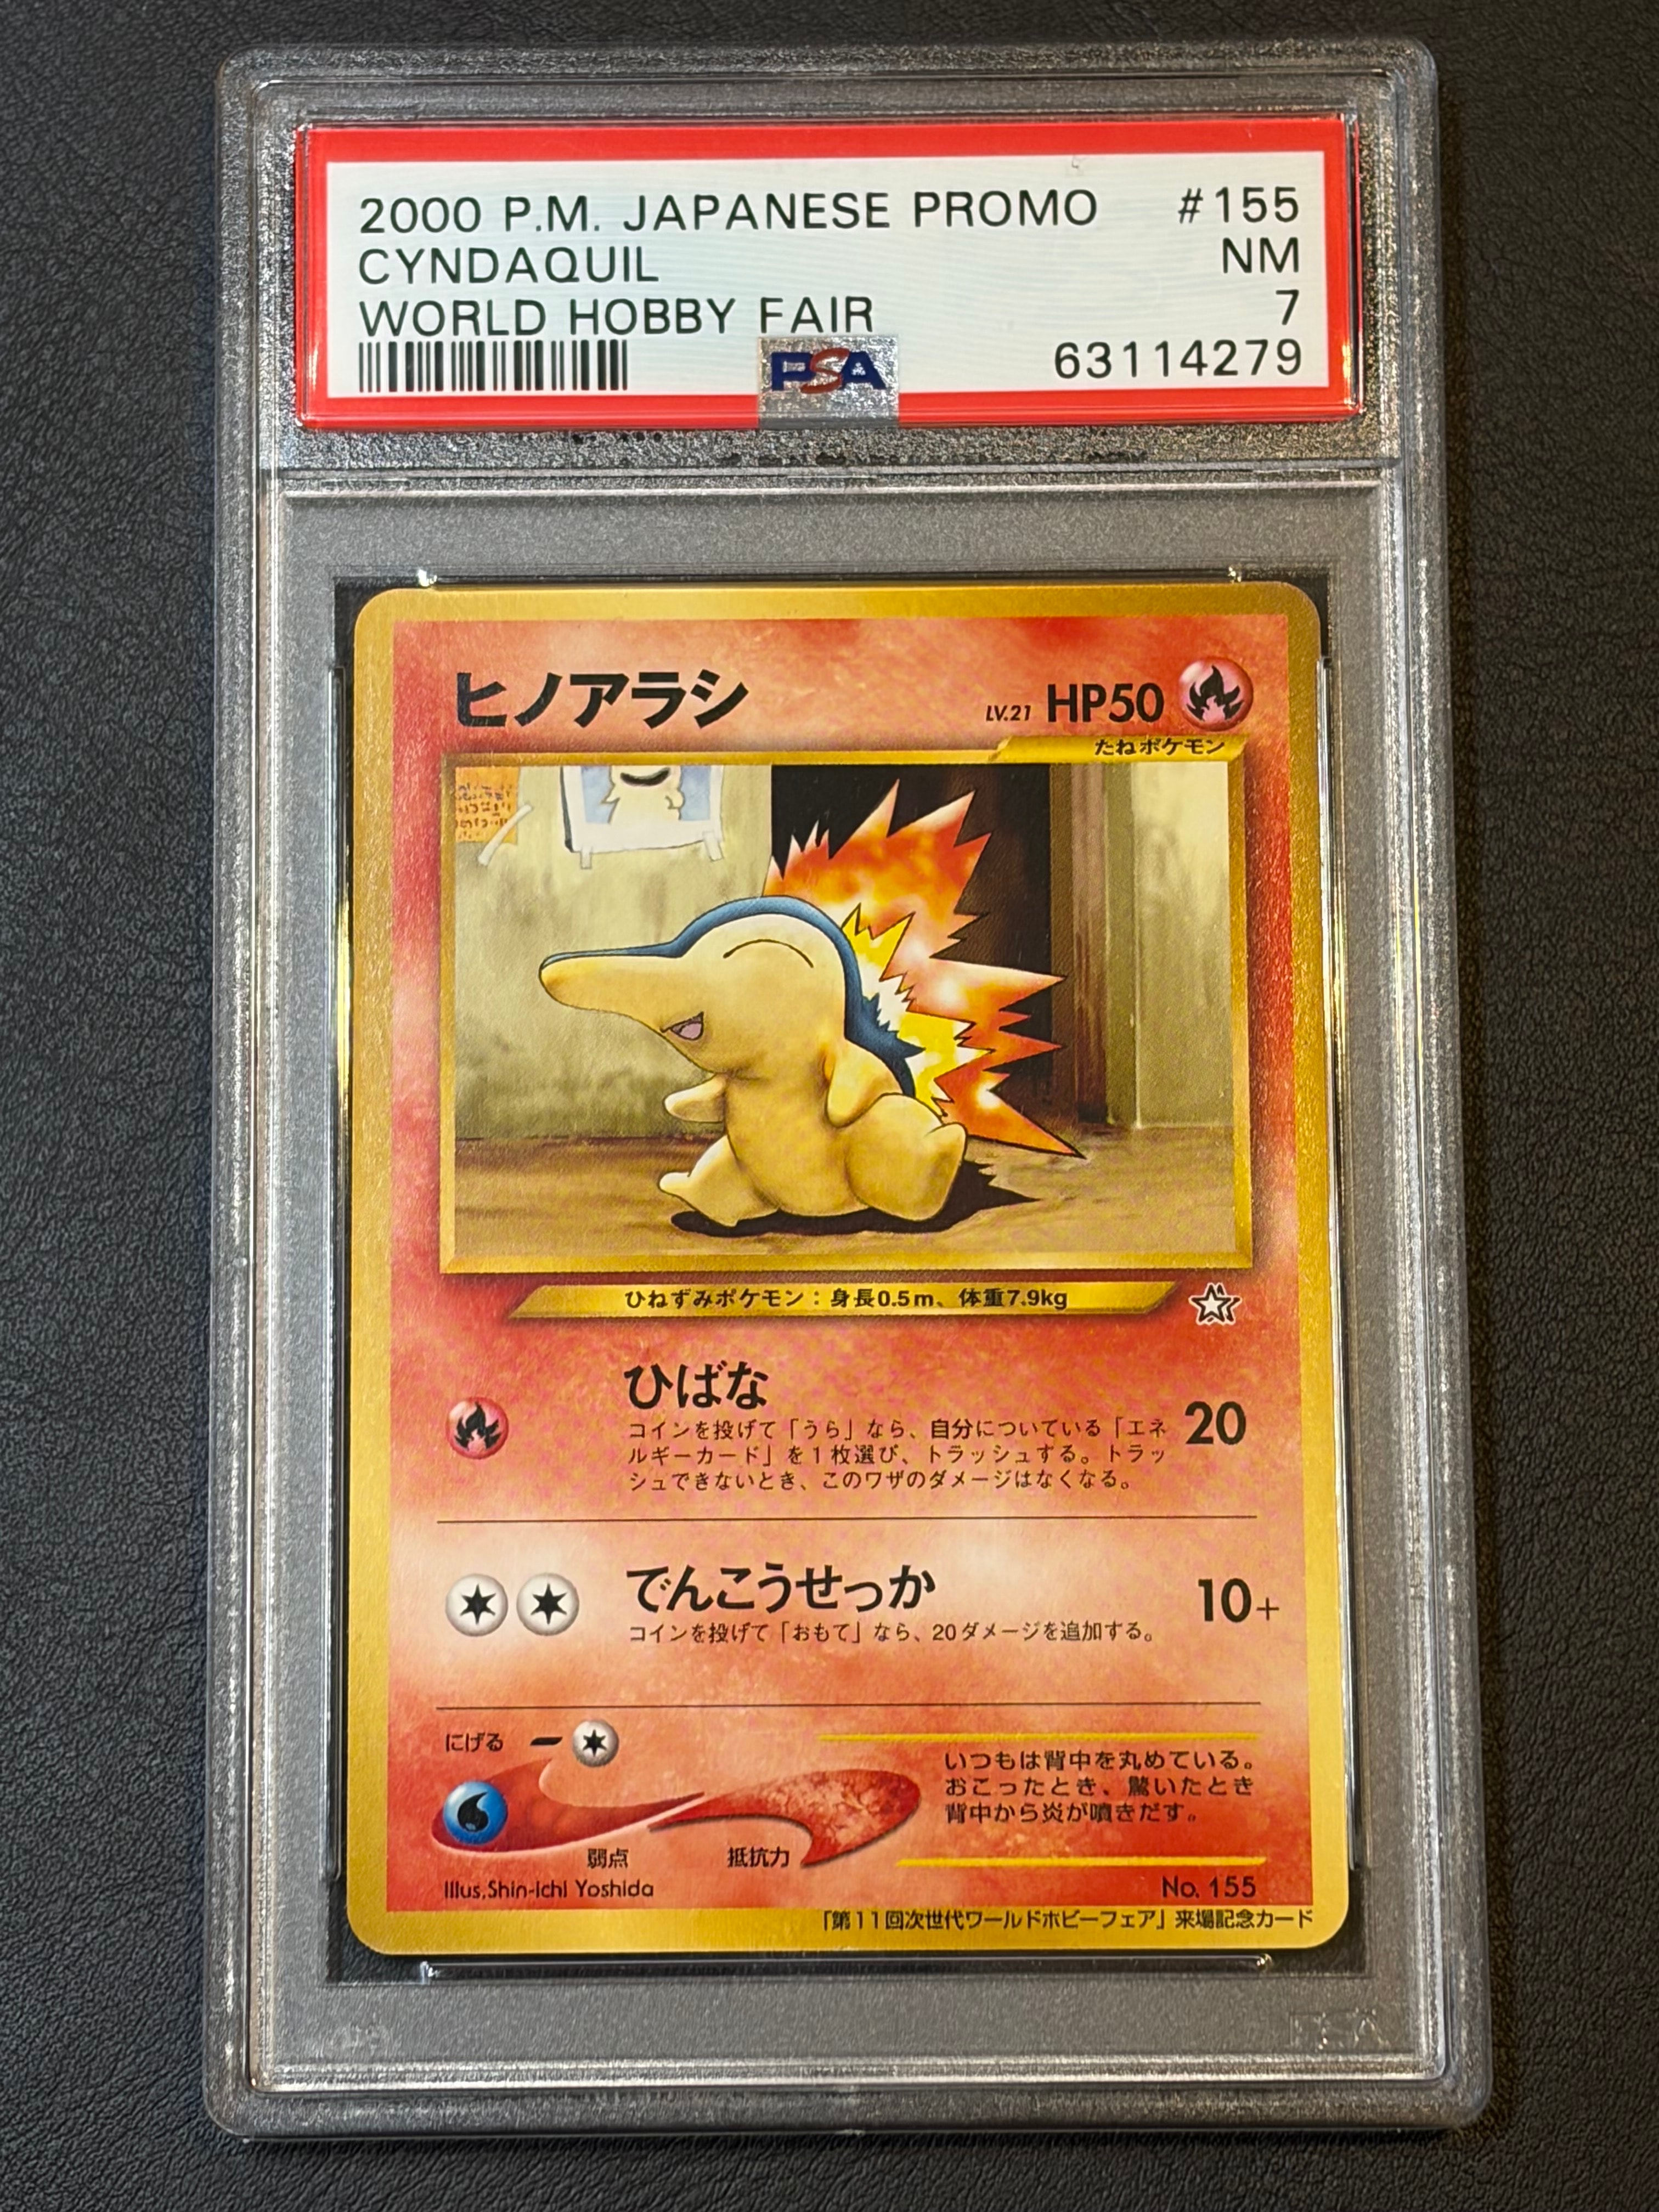 2000 P.M. JAPANESE PROMO #155
CYNDAQUIL NM
WORLD HOBBY FAIR 7
PSA 63114279
ヒノアラシ LV.21 HP50
たねポケモン
ひねずみポケモン：身長0.5m、体重7.9kg
ひばな
コインを投げて「うら」なら、自分についている「エネ
ルギーカード」を1枚選び、トラッシュする。トラッ
シュできないとき、このワザのダメージはなくなる。
20
でんこうせっか
10+
コインを投げて「おもて」なら、20ダメージを追加する。
にげる
いつもは背中を丸めている。
おこったとき、驚いたとき
背中から炎が噴きだす。
弱点 抵抗力
Illus,Shin-ichi Yoshida No. 155
「第11回次世代ワールドホビーフェア」来場記念カード
PSA